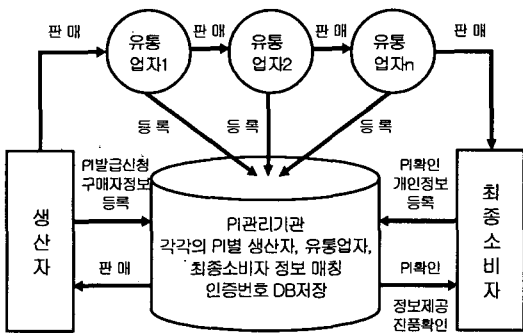 판 매
판 매
판 매
판 매
유통
업자1
유통
업자2
유통
업자n
등 록
등 록
등 록
생
산
자
PI발급신청
구매자정보
등록
PI확인
개인정보
등록
최
종
소
비
자
PI관리기관
각각의 PI별 생산자, 유통업자,
최종소비자 정보 매칭
인증번호 DB저장
판 매
PI확인
정보제공
진품확인